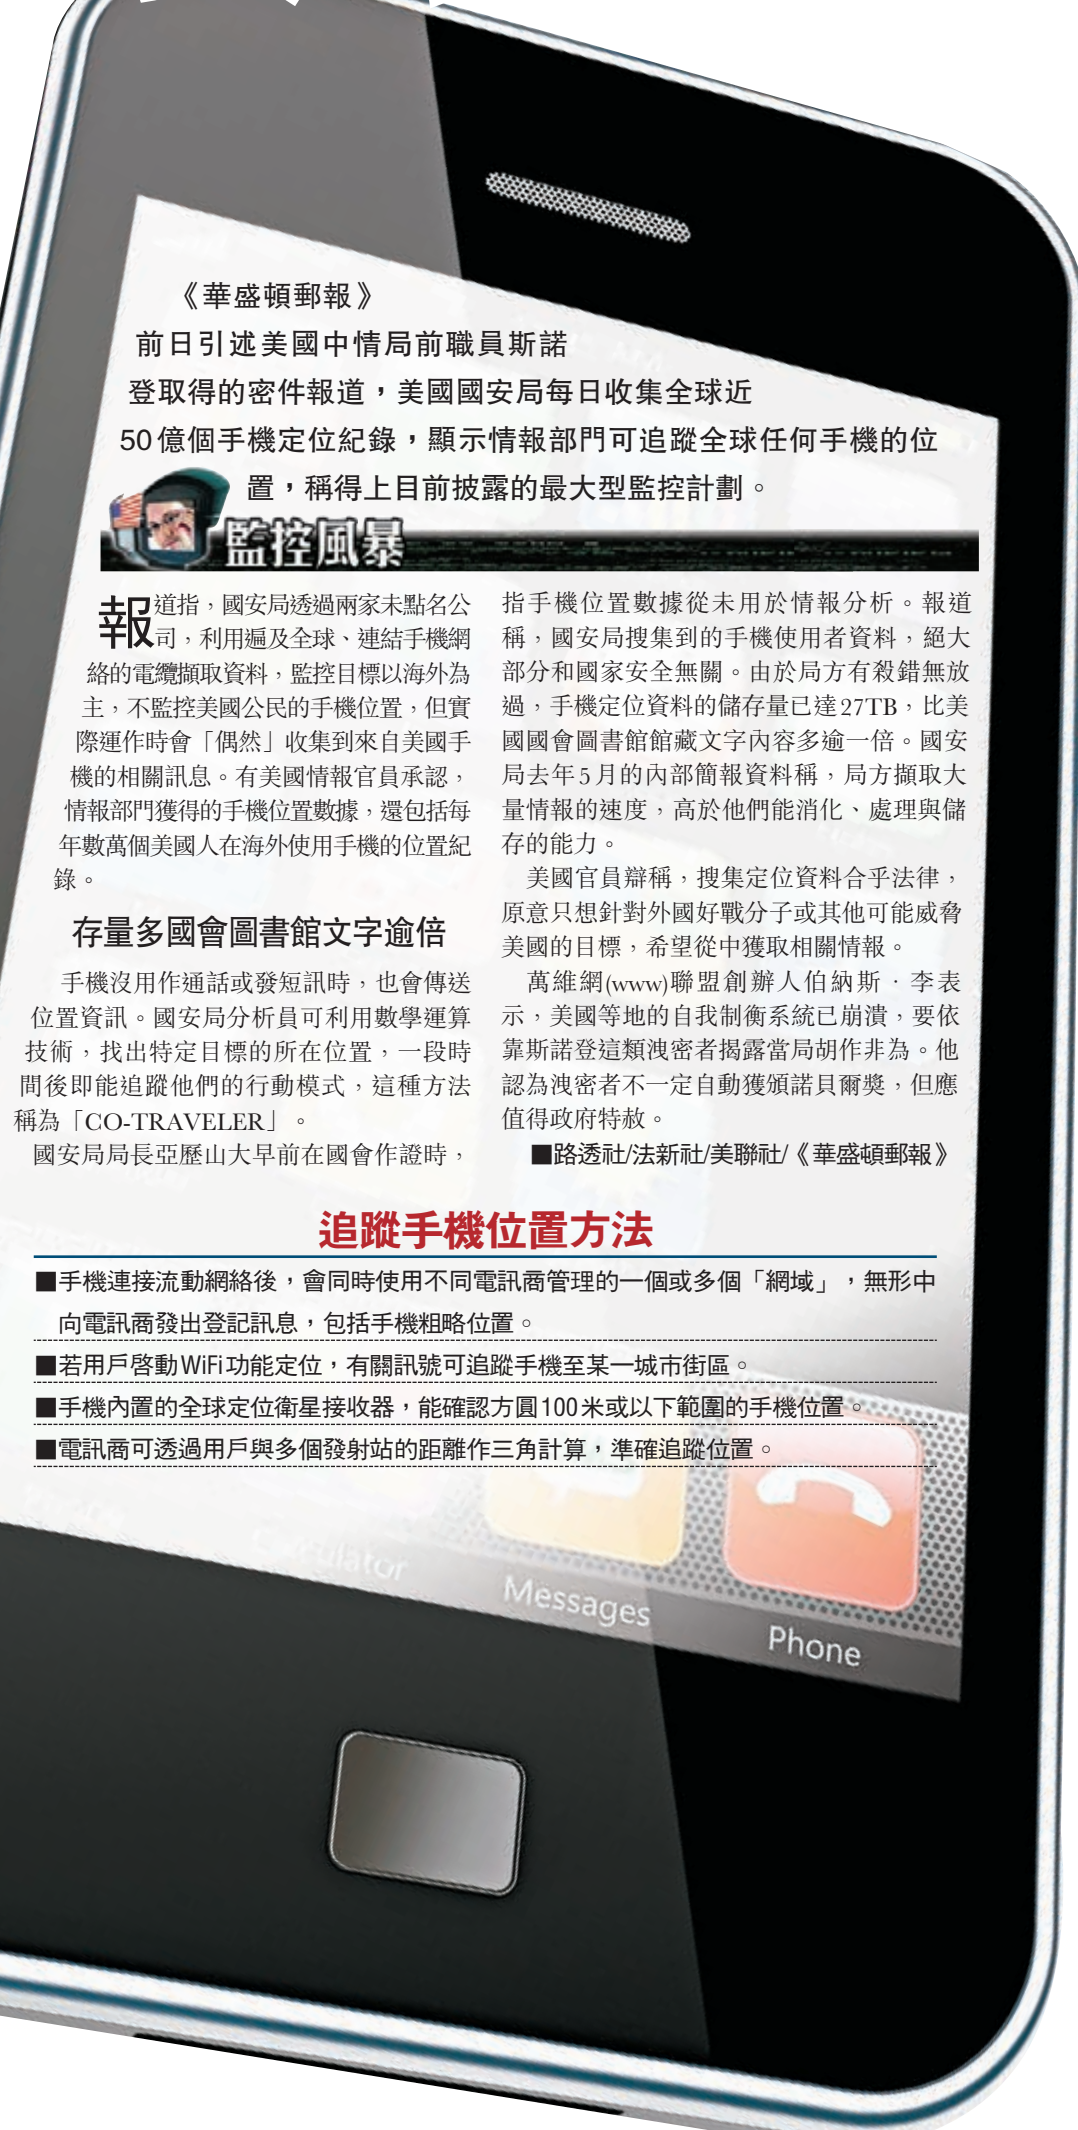 《華盛頓郵報》
前日引述美國中情局前職員斯諾
登取得的密件報道，美國國安局每日收集全球近
50億個手機定位紀錄，顯示情報部門可追蹤全球任何手機的位
置，稱得上目前披露的最大型監控計劃。
監控風暴
報道指，國安局透過兩家未點名公
司，利用遍及全球、連結手機網
絡的電纜擷取資料，監控目標以海外為
主，不監控美國公民的手機位置，但實
際運作時會「偶然」收集到來自美國手
機的相關訊息。有美國情報官員承認，
情報部門獲得的手機位置數據，還包括每
年數萬個美國人在海外使用手機的位置紀
錄。
存量多國會圖書館文字逾倍
手機沒用作通話或發短訊時，也會傳送
位置資訊。國安局分析員可利用數學運算
技術，找出特定目標的所在位置，一段時
間後即能追蹤他們的行動模式，這種方法
稱為「CO-TRAVELER」。
國安局局長亞歷山大早前在國會作證時，
指手機位置數據從未用於情報分析。報道
稱，國安局搜集到的手機使用者資料，絕大
部分和國家安全無關。由於局方有殺錯無放
過，手機定位資料的儲存量已達27TB，比美
國國會圖書館館藏文字內容多逾一倍。國安
局去年5月的內部簡報資料稱，局方擷取大
量情報的速度，高於他們能消化、處理與儲
存的能力。
美國官員辯稱，搜集定位資料合乎法律，
原意只想針對外國好戰分子或其他可能威脅
美國的目標，希望從中獲取相關情報。
萬維網(www)聯盟創辦人伯納斯．李表
示，美國等地的自我制衡系統已崩潰，要依
靠斯諾登這類洩密者揭露當局胡作非為。他
認為洩密者不一定自動獲頒諾貝爾獎，但應
值得政府特赦。
■路透社/法新社/美聯社/《華盛頓郵報》
追蹤手機位置方法
■手機連接流動網絡後，會同時使用不同電訊商管理的一個或多個「網域」，無形中
向電訊商發出登記訊息，包括手機粗略位置。
■若用戶啓動WiFi功能定位，有關訊號可追蹤手機至某一城市街區。
■手機內置的全球定位衛星接收器，能確認方圓100米或以下範圍的手機位置。
■電訊商可透過用戶與多個發射站的距離作三角計算，準確追蹤位置。
Calculator
Messages
Phone